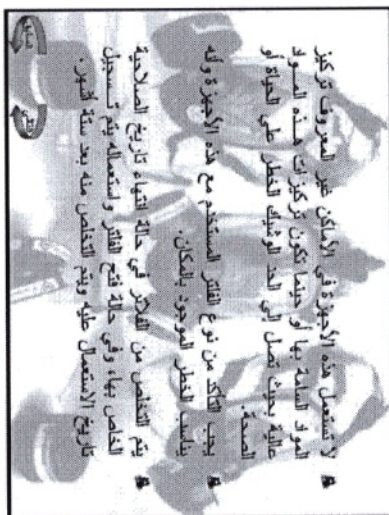 لا تستعمل هذه الأجهزة في الأماكن غير المعروف تركيز
المواد السامة بها أو حينما تكون تركيزات هذه المواد
عالية بحيث تصل إلى الحد الوشيك الخطر على الحياة أو
الصحة.
يجب التأكد من نوع الفلتر المستخدم مع هذه الأجهزة وأنه
يناسب الخطر الموجود بالمكان.
يتم التخلص من الفلاتر في حالة انتهاء تاريخ الصلاحية
الخاص بها، وفي حالة فتح الفلتر واستعماله يتم تسجيل
تاريخ الاستعمال عليه ويتم التخلص منه بعد ستة أشهر.